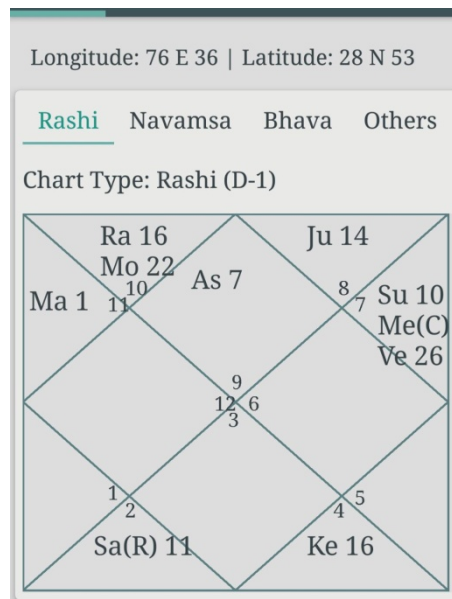 Longitude: 76 E 36 | Latitude: 28 N 53
Rashi Navamsa Bhava Others
Chart Type: Rashi (D-1)
Ra 16
Mo 22
Ju 14
As 7
Ma 1
10
11
8
7
Su 10
Me(C)
Ve 26
9
12
6
3
1
2
5
4
Sa(R) 11
Ke 16